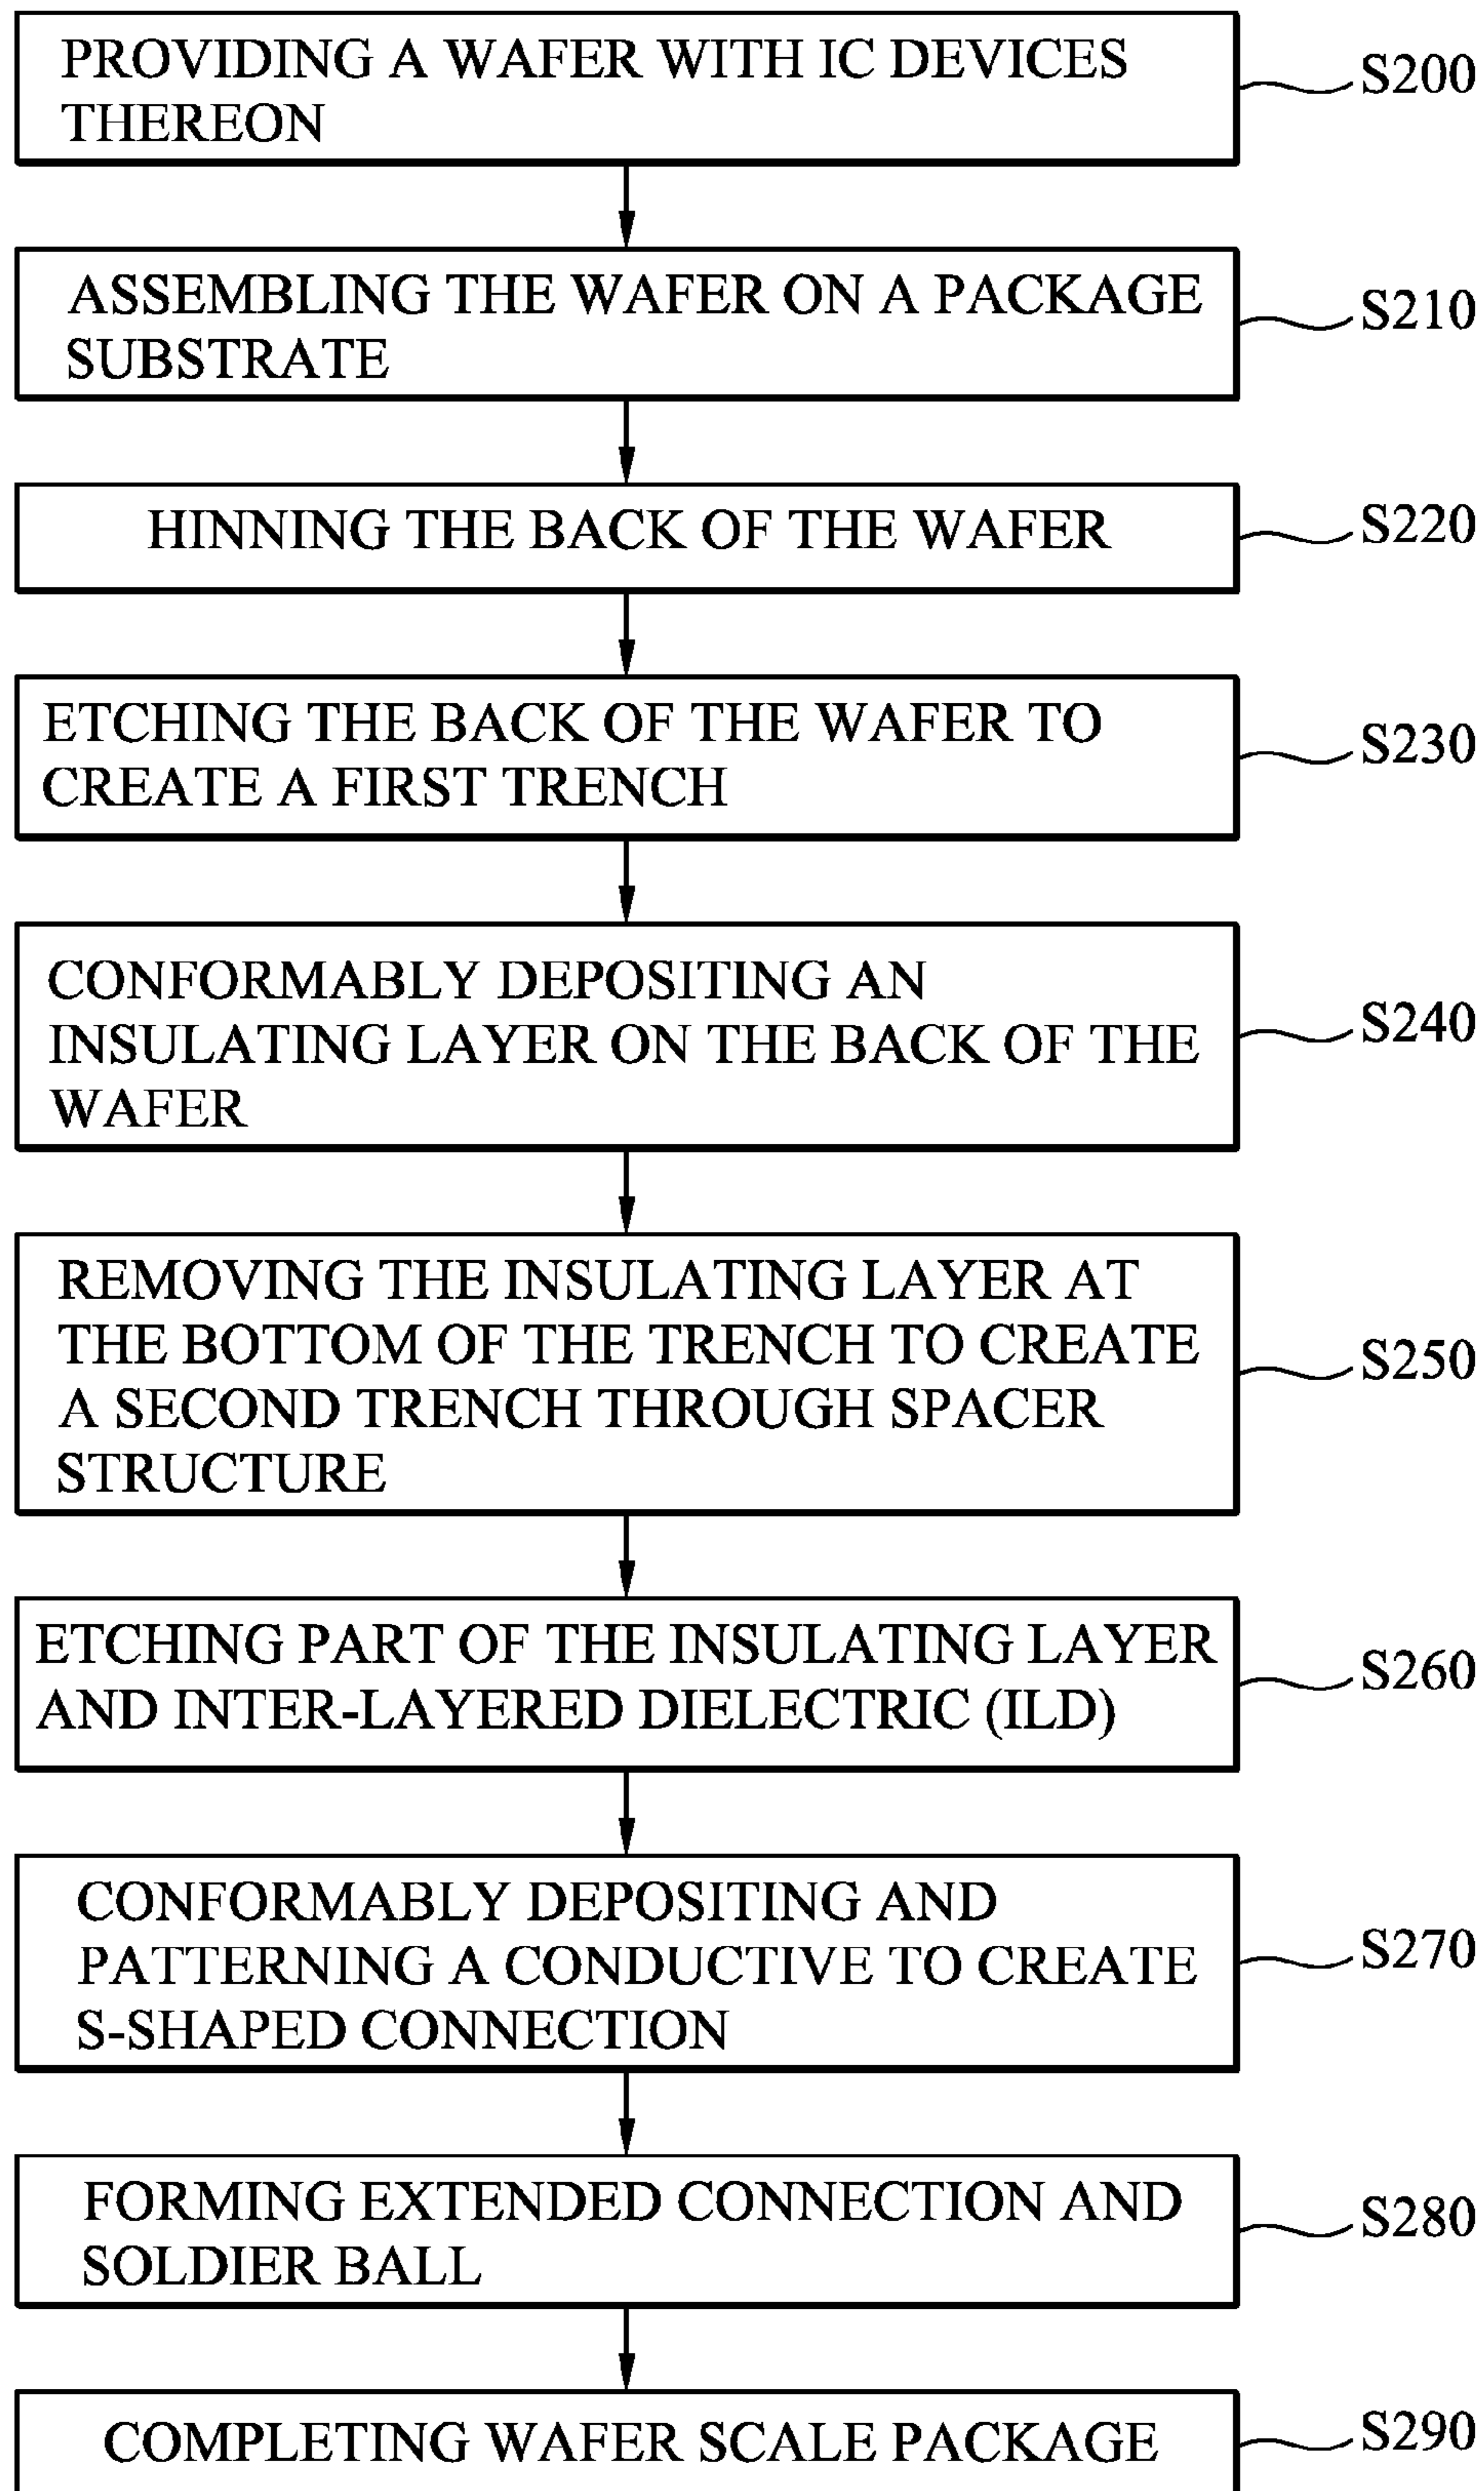 PROVIDING A WAFER WITH IC DEVICES
THEREON
S200
ASSEMBLING THE WAFER ON A PACKAGE
SUBSTRATE
S210
HINNING THE BACK OF THE WAFER
S220
ETCHING THE BACK OF THE WAFER TO
CREATE A FIRST TRENCH
S230
CONFORMABLY DEPOSITING AN
INSULATING LAYER ON THE BACK OF THE
WAFER
S240
REMOVING THE INSULATING LAYER AT
THE BOTTOM OF THE TRENCH TO CREATE
A SECOND TRENCH THROUGH SPACER
STRUCTURE
S250
ETCHING PART OF THE INSULATING LAYER
AND INTER-LAYERED DIELECTRIC (ILD)
S260
CONFORMABLY DEPOSITING AND
PATTERNING A CONDUCTIVE TO CREATE
S-SHAPED CONNECTION
S270
FORMING EXTENDED CONNECTION AND
SOLDIER BALL
S280
COMPLETING WAFER SCALE PACKAGE
S290